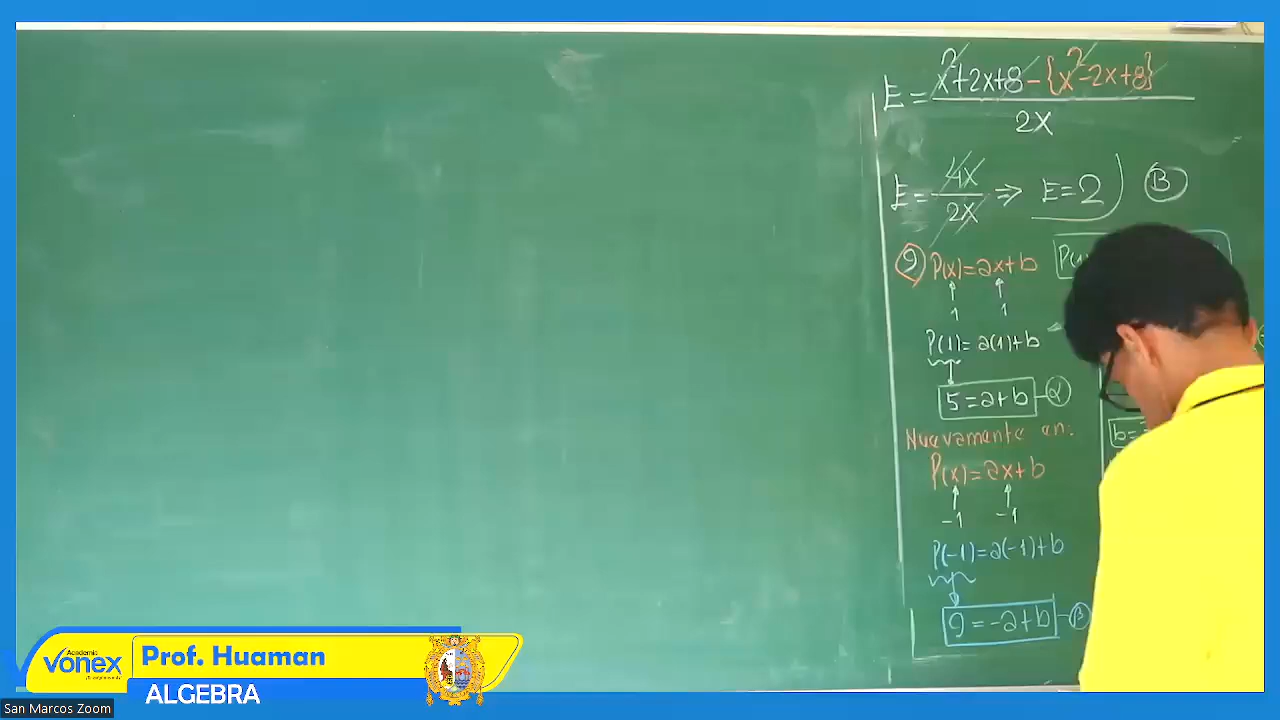 E = x²+2x+8 - {x²-2x+8}
2x
E = 4x
2x
⇒ E=2 B
9 P(x)=ax+b
1 1
P(1)=a(1)+b
5=a+b α
Nuevamente en:
P(x)=ax+b
-1 -1
P(-1)=a(-1)+b
9=-a+b β
b=
Academia
Vonex
Prof. Huaman
ALGEBRA
San Marcos Zoom